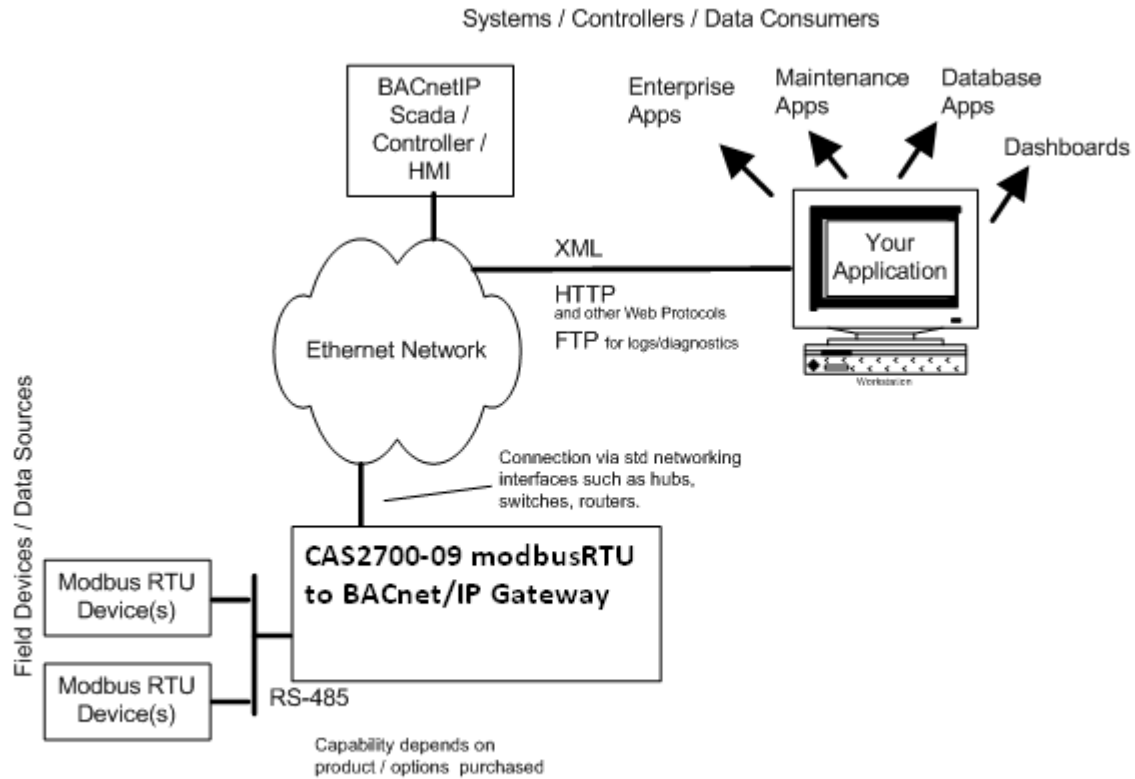 Systems / Controllers / Data Consumers
BACnetIP
Scada /
Controller /
HMI
Enterprise
Apps
Maintenance
Apps
Database
Apps
Dashboards
Your
Application
Workstation
XML
HTTP
and other Web Protocols
FTP for logs/diagnostics
Ethernet Network
Connection via std networking
interfaces such as hubs,
switches, routers.
Field Devices / Data Sources
CAS2700-09 modbusRTU
to BACnet/IP Gateway
Modbus RTU
Device(s)
Modbus RTU
Device(s)
RS-485
Capability depends on
product / options purchased